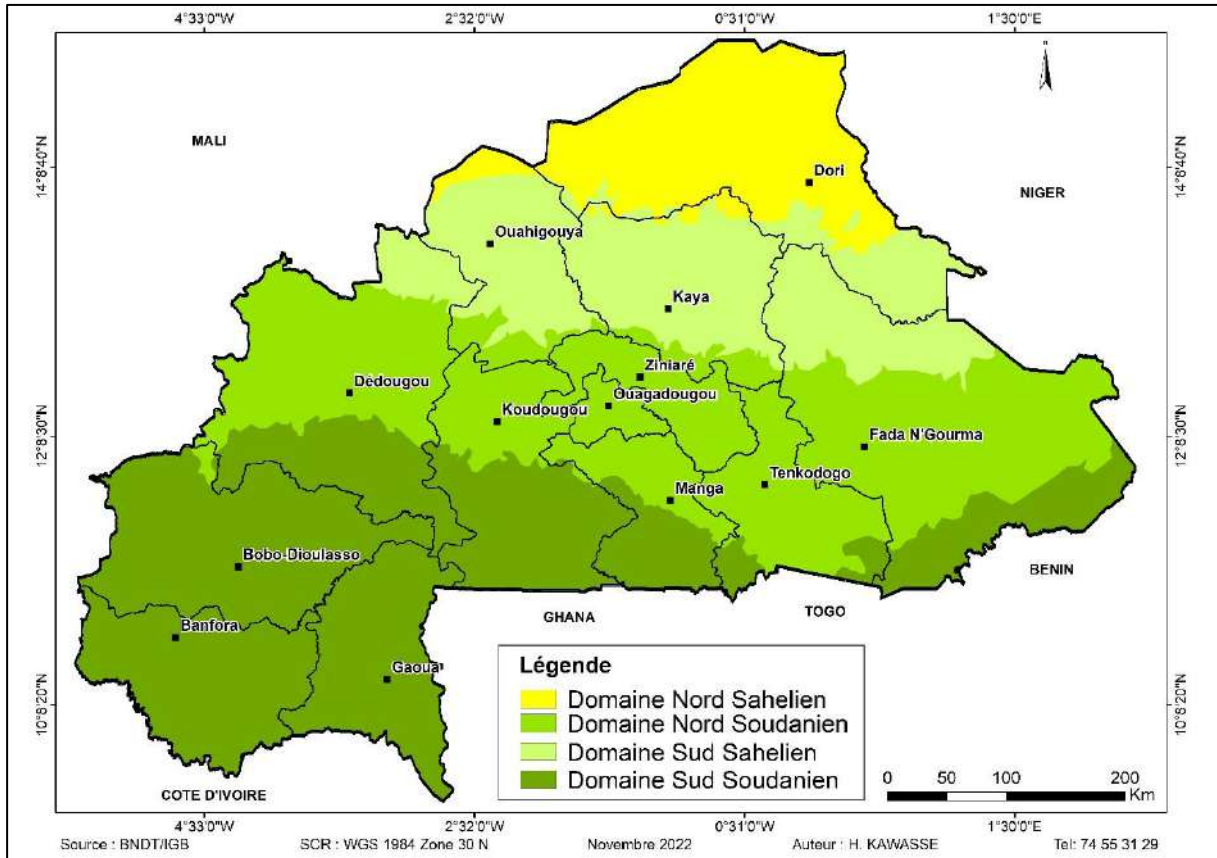 4°33'0"W 2°32'0"W 0°31'0"W 1°30'0"E
N
MALI
14°8'40"N
14°8'40"N
Dori
NIGER
Ouahigouya
Kaya
Ziniaré
Dédougou
Ouagadougou
Koudougou
12°8'30"N
12°8'30"N
Fada N'Gourma
Tenkodogo
Manga
Bobo-Dioulasso
BENIN
GHANA
TOGO
Banfora
Gaoua
Légende
Domaine Nord Sahelien
Domaine Nord Soudanien
Domaine Sud Sahelien
Domaine Sud Soudanien
10°8'20"N
10°8'20"N
0 50 100 200
Km
COTE D'IVOIRE
4°33'0"W 2°32'0"W 0°31'0"W 1°30'0"E
Source : BNDT/IGB SCR : WGS 1984 Zone 30 N Novembre 2022 Auteur : H. KAWASSE Tel: 74 55 31 29